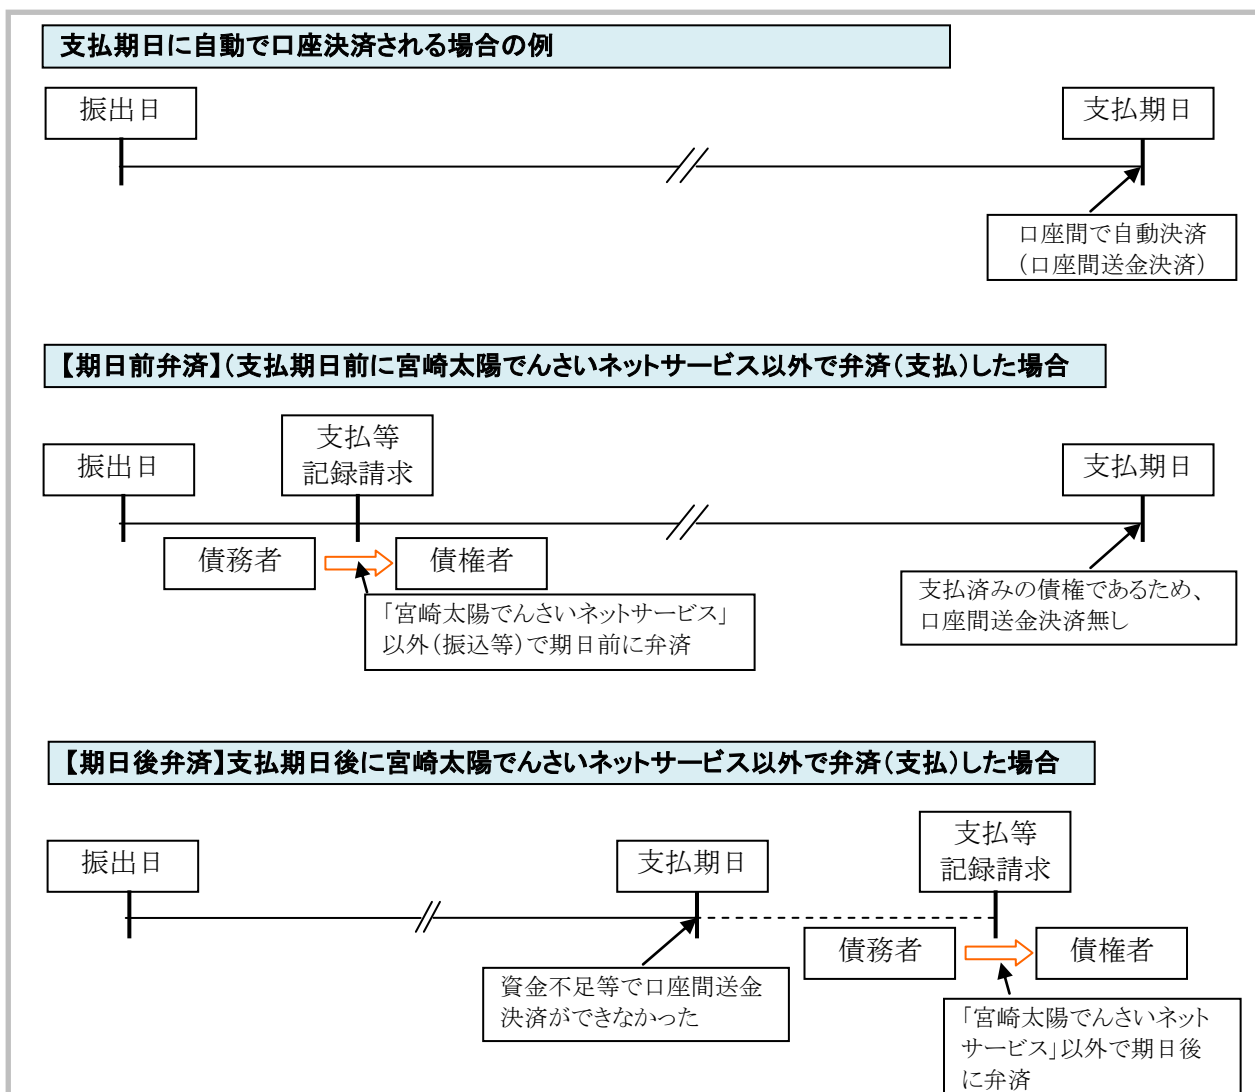 支払期日に自動で口座決済される場合の例
振出日
支払期日
口座間で自動決済
（口座間送金決済）
【期日前弁済】（支払期日前に宮崎太陽でんさいネットサービス以外で弁済（支払）した場合
振出日
支払等
記録請求
支払期日
債務者
債権者
「宮崎太陽でんさいネットサービス」
以外（振込等）で期日前に弁済
支払済みの債権であるため、
口座間送金決済無し
【期日後弁済】支払期日後に宮崎太陽でんさいネットサービス以外で弁済（支払）した場合
振出日
支払期日
支払等
記録請求
債務者
債権者
資金不足等で口座間送金
決済ができなかった
「宮崎太陽でんさいネット
サービス」以外で期日後
に弁済